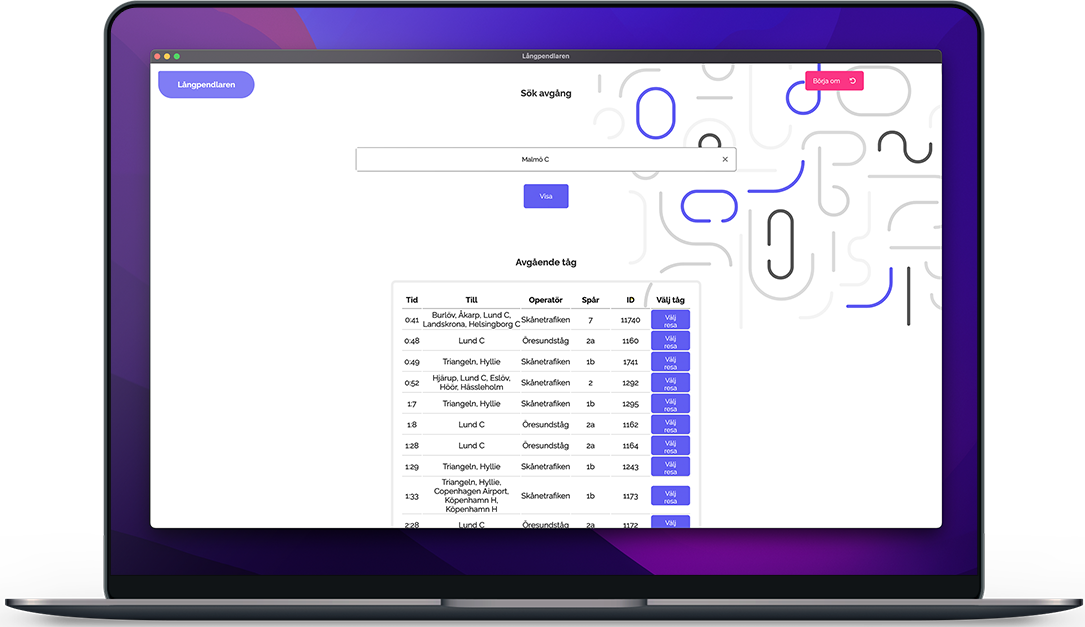 Långpendlaren
Långpendlaren
Börja om
Sök avgång
Malmö C
Visa
Avgående tåg
Tid Till Operatör Spår ID Välj tåg
0:41 Burlöv, Åkarp, Lund C, Landskrona, Helsingborg C Skånetrafiken 7 11740 Välj resa
0:48 Lund C Öresundståg 2a 1160 Välj resa
0:49 Triangeln, Hyllie Skånetrafiken 1b 1741 Välj resa
0:52 Hjärup, Lund C, Eslöv, Höör, Hässleholm Skånetrafiken 2 1292 Välj resa
1:7 Triangeln, Hyllie Skånetrafiken 1b 1295 Välj resa
1:8 Lund C Öresundståg 2a 1162 Välj resa
1:28 Lund C Öresundståg 2a 1164 Välj resa
1:29 Triangeln, Hyllie Skånetrafiken 1b 1243 Välj resa
1:33 Triangeln, Hyllie, Copenhagen Airport, Köpenhamn H, Köpenhamn H Skånetrafiken 1b 1173 Välj resa
2:28 Lund C Öresundståg 2a 1172 Välj